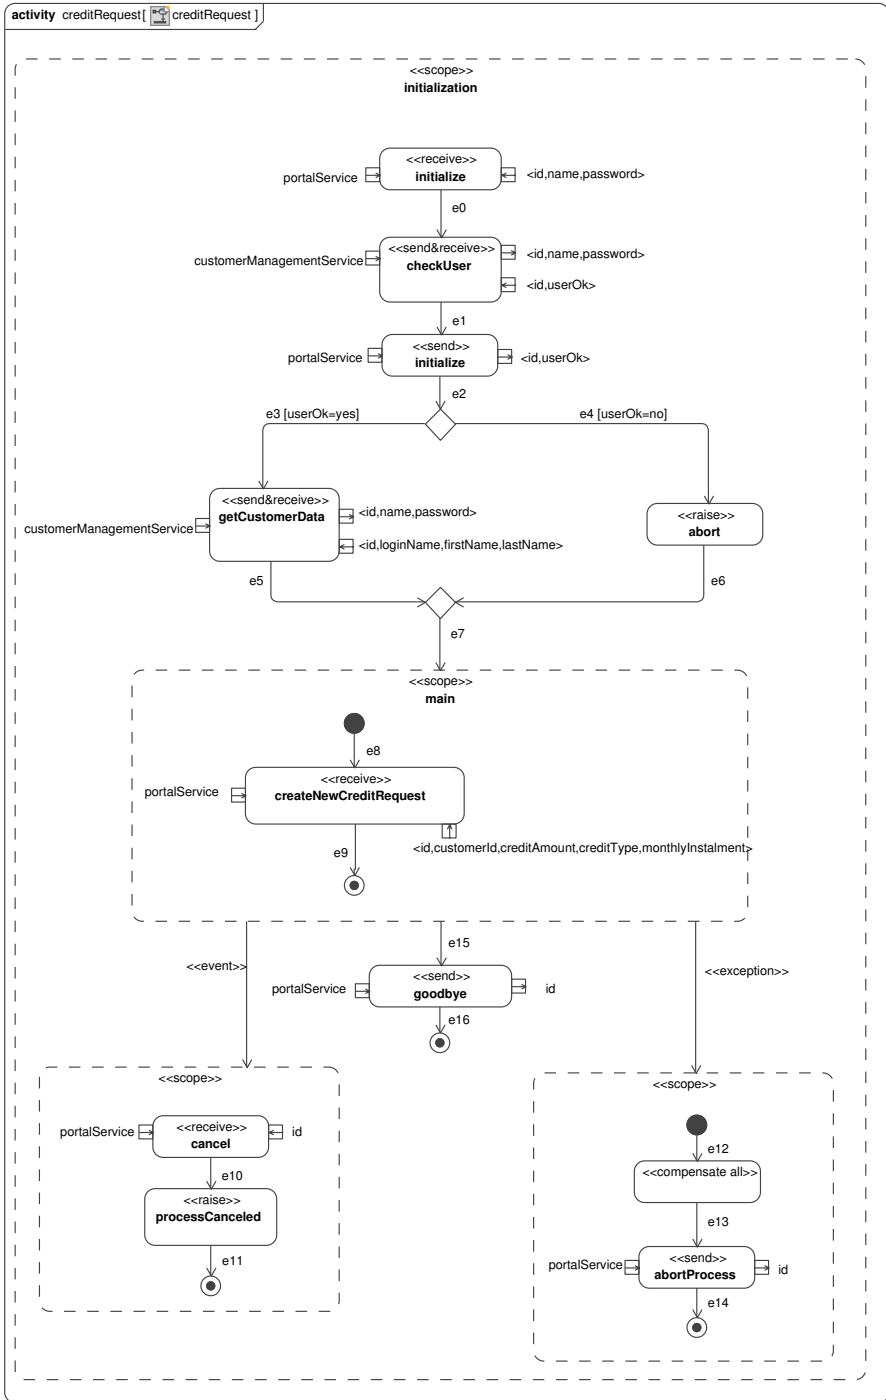 activity creditRequest[ creditRequest ]
<<scope>>
initialization
<<receive>>
initialize
portalService
<id,name,password>
e0
<<send&receive>>
checkUser
customerManagementService
<id,name,password>
<id,userOk>
e1
<<send>>
initialize
portalService
<id,userOk>
e2
e3 [userOk=yes]
e4 [userOk=no]
<<send&receive>>
getCustomerData
customerManagementService
<id,name,password>
<id,loginName,firstName,lastName>
<<raise>>
abort
e5
e6
e7
<<scope>>
main
e8
<<receive>>
createNewCreditRequest
portalService
<id,customerId,creditAmount,creditType,monthlyInstalment>
e9
e15
<<event>>
<<exception>>
<<send>>
goodbye
portalService
id
e16
<<scope>>
<<receive>>
cancel
portalService
id
e10
<<raise>>
processCanceled
e11
<<scope>>
e12
<<compensate all>>
e13
<<send>>
abortProcess
portalService
id
e14